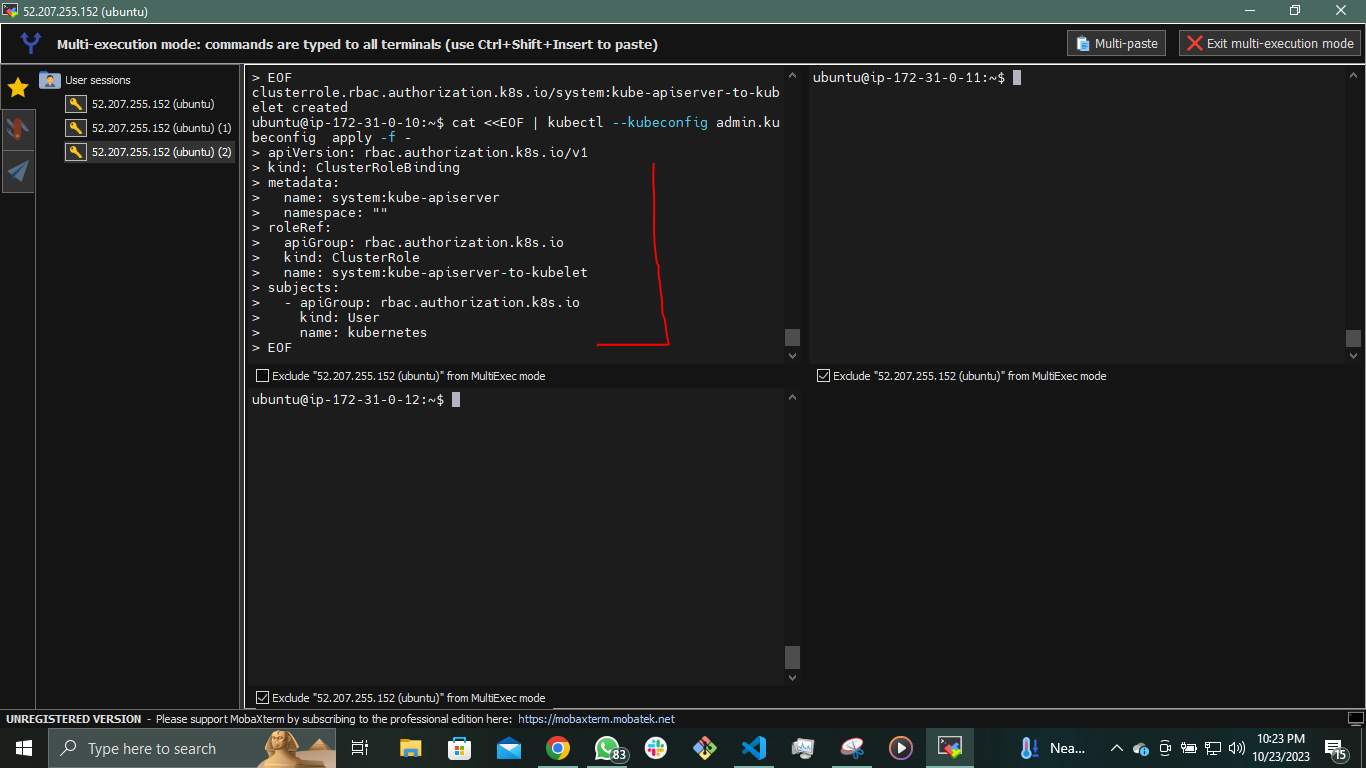 52.207.255.152 (ubuntu)
Multi-execution mode: commands are typed to all terminals (use Ctrl+Shift+Insert to paste)
Multi-paste
Exit multi-execution mode
User sessions
52.207.255.152 (ubuntu)
52.207.255.152 (ubuntu) (1)
52.207.255.152 (ubuntu) (2)
> EOF
clusterrole.rbac.authorization.k8s.io/system:kube-apiserver-to-kub
elet created
ubuntu@ip-172-31-0-10:~$ cat <<EOF | kubectl --kubeconfig admin.ku
beconfig  apply -f -
> apiVersion: rbac.authorization.k8s.io/v1
> kind: ClusterRoleBinding
> metadata:
>   name: system:kube-apiserver
>   namespace: ""
> roleRef:
>   apiGroup: rbac.authorization.k8s.io
>   kind: ClusterRole
>   name: system:kube-apiserver-to-kubelet
> subjects:
>   - apiGroup: rbac.authorization.k8s.io
>     kind: User
>     name: kubernetes
> EOF
Exclude "52.207.255.152 (ubuntu)" from MultiExec mode
ubuntu@ip-172-31-0-11:~$
Exclude "52.207.255.152 (ubuntu)" from MultiExec mode
ubuntu@ip-172-31-0-12:~$
Exclude "52.207.255.152 (ubuntu)" from MultiExec mode
UNREGISTERED VERSION - Please support MobaXterm by subscribing to the professional edition here: https://mobaxterm.mobatek.net
Type here to search
83
Nea...
10:23 PM
10/23/2023
15